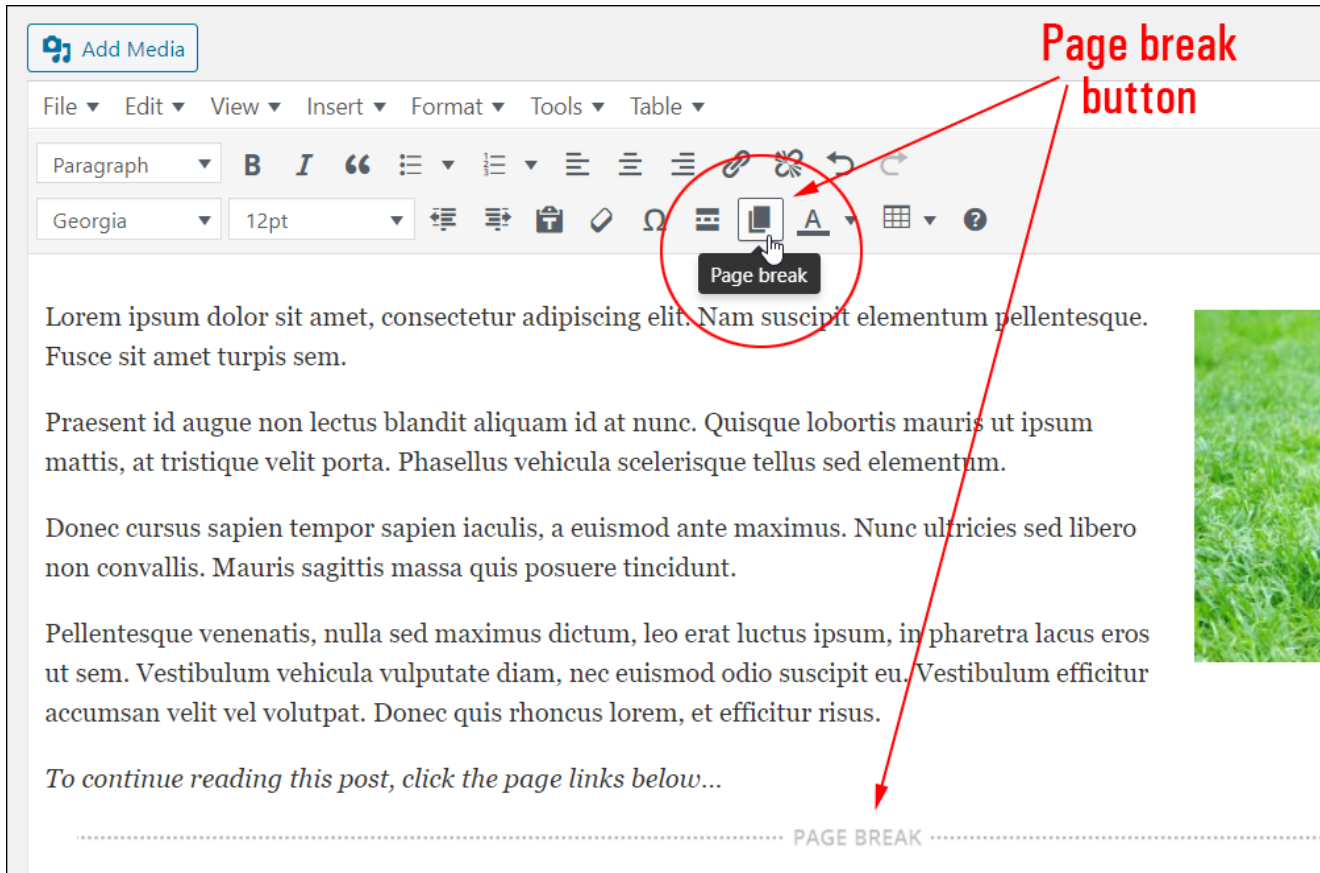 Add Media
Page break
button
File Edit View Insert Format Tools Table
Paragraph B I
Georgia 12pt Ω A
Page break
Lorem ipsum dolor sit amet, consectetur adipiscing elit. Nam suscipit elementum pellentesque.
Fusce sit amet turpis sem.
Praesent id augue non lectus blandit aliquam id at nunc. Quisque lobortis mauris ut ipsum
mattis, at tristique velit porta. Phasellus vehicula scelerisque tellus sed elementum.
Donec cursus sapien tempor sapien iaculis, a euismod ante maximus. Nunc ultricies sed libero
non convallis. Mauris sagittis massa quis posuere tincidunt.
Pellentesque venenatis, nulla sed maximus dictum, leo erat luctus ipsum, in pharetra lacus eros
ut sem. Vestibulum vehicula vulputate diam, nec euismod odio suscipit eu. Vestibulum efficitur
accumsan velit vel volutpat. Donec quis rhoncus lorem, et efficitur risus.
To continue reading this post, click the page links below...
PAGE BREAK